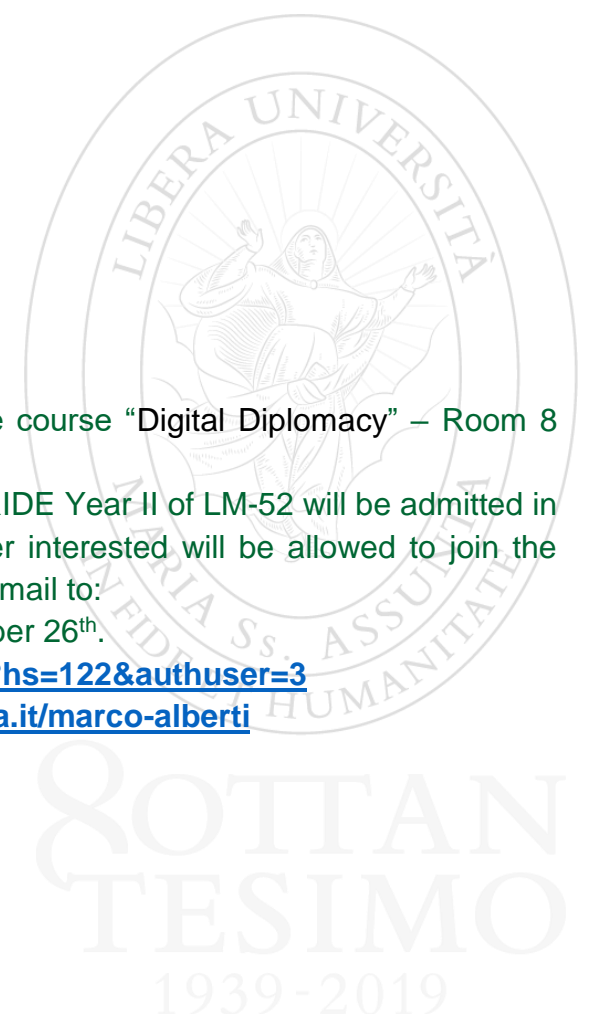 LIBERA UNIVERSITÀ
e course “Digital Diplomacy” – Room 8
IDE Year II of LM-52 will be admitted in
er interested will be allowed to join the
mail to:
ber 26th.
?hs=122&authuser=3
a.it/marco-alberti
MARIA Ss. ASSUNTA
IN FIDE ET HUMANITATE
8OTTAN
TESIMO
1939-2019